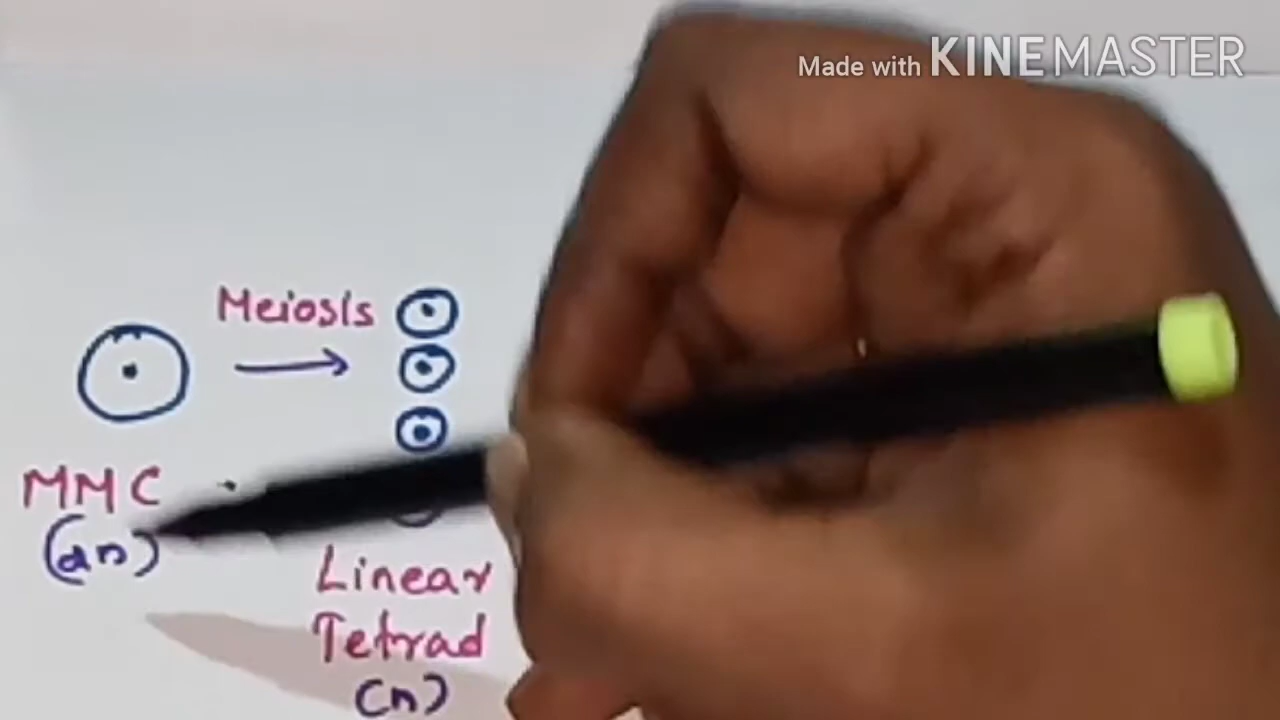 Made with KINEMASTER
Meiosis
MMC
(2n)
Linear
Tetrad
(n)